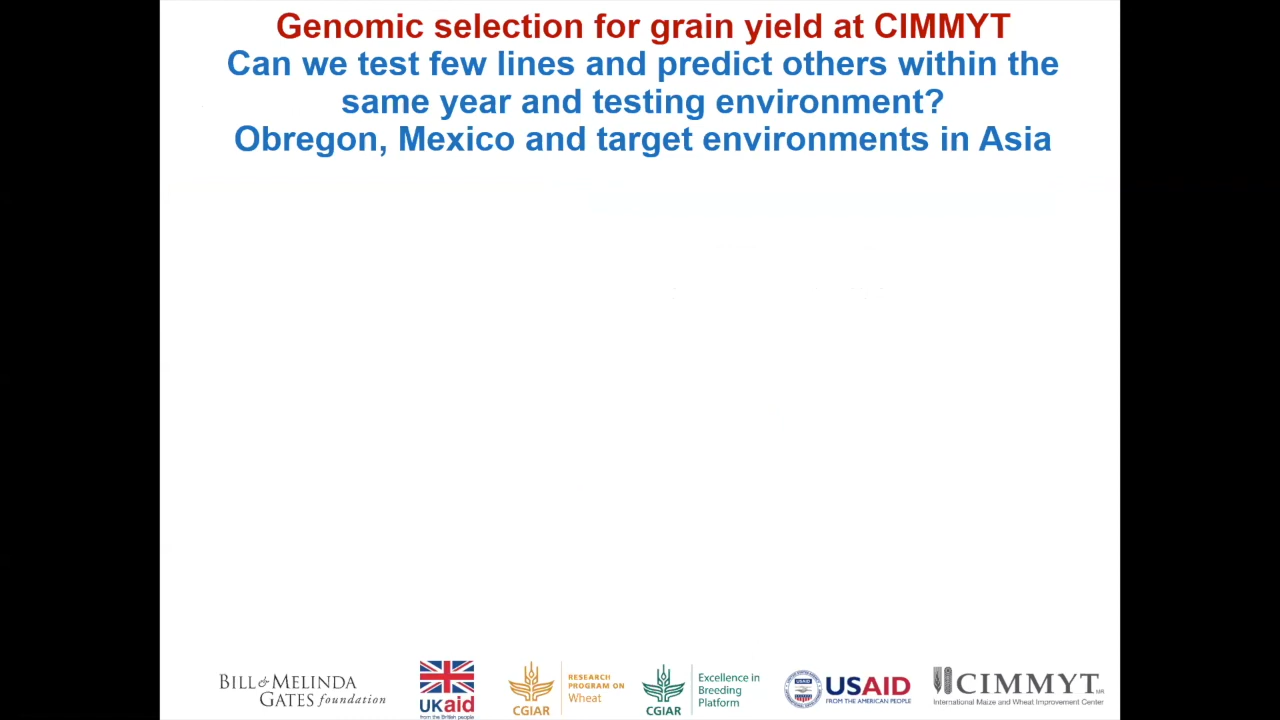 Genomic selection for grain yield at CIMMYT
Can we test few lines and predict others within the
same year and testing environment?
Obregon, Mexico and target environments in Asia
BILL & MELINDA
GATES foundation
UKaid
from the British people
CGIAR
RESEARCH
PROGRAM ON
Wheat
CGIAR
Excellence in
Breeding
Platform
USAID
FROM THE AMERICAN PEOPLE
CIMMYT
International Maize and Wheat Improvement Center